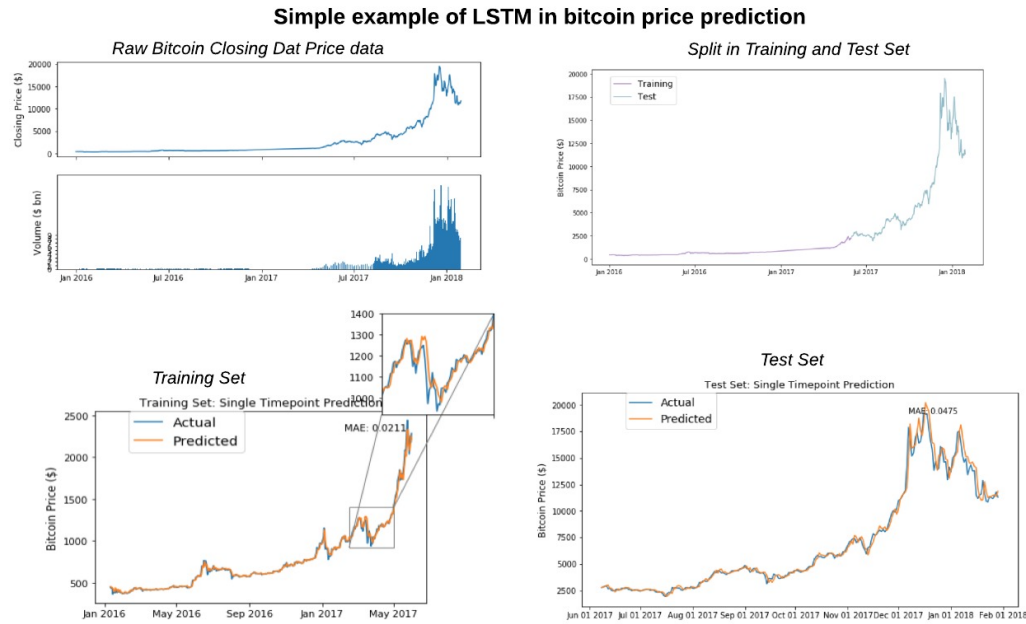 Simple example of LSTM in bitcoin price prediction
Raw Bitcoin Closing Dat Price data
Closing Price ($)
20000
15000
10000
5000
0
Volume ($ bn)
Jan 2016 Jul 2016 Jan 2017 Jul 2017 Jan 2018
Split in Training and Test Set
Training
Test
Bitcoin Price ($)
20000
17500
15000
12500
10000
7500
5000
2500
0
Jan 2016 Jul 2016 Jan 2017 Jul 2017 Jan 2018
Training Set
Training Set: Single Timepoint Prediction
Actual
Predicted
MAE: 0.0211
1400
1300
1200
1100
1000
Bitcoin Price ($)
2500
2000
1500
1000
500
Jan 2016 May 2016 Sep 2016 Jan 2017 May 2017
Test Set
Test Set: Single Timepoint Prediction
Actual
Predicted
MAE: 0.0475
Bitcoin Price ($)
20000
17500
15000
12500
10000
7500
5000
2500
Jun 01 2017 Jul 01 2017 Aug 01 2017 Sep 01 2017 Oct 01 2017 Nov 01 2017 Dec 01 2017 Jan 01 2018 Feb 01 2018